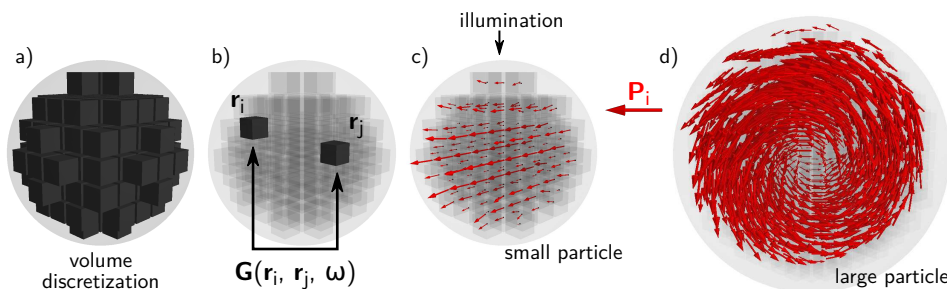 a)
volume
discretization
b)
r_i
r_j
G(r_i, r_j, ω)
illumination
c)
small particle
P_i
d)
large particle